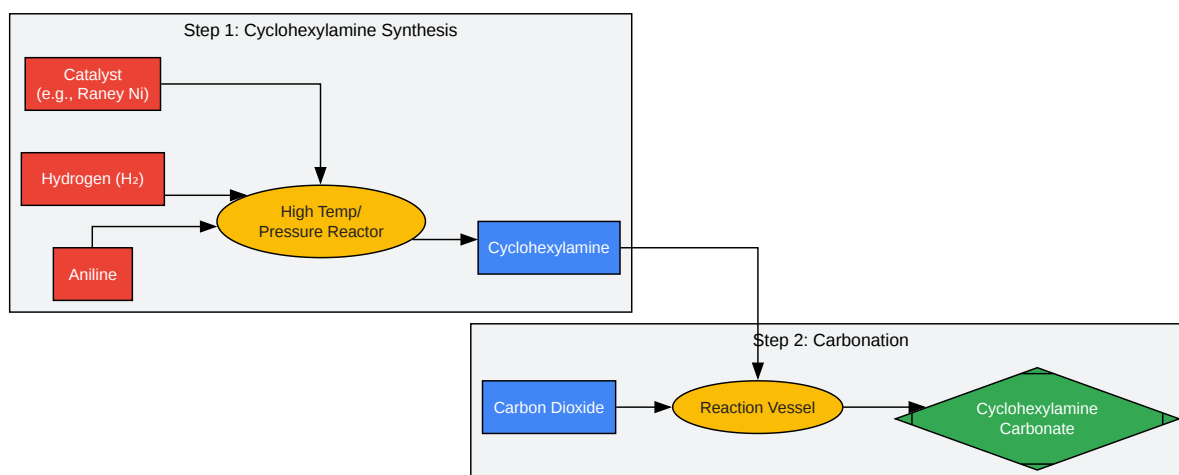 Step 1: Cyclohexylamine Synthesis
Catalyst
(e.g., Raney Ni)
Hydrogen (H₂)
High Temp/
Pressure Reactor
Aniline
Cyclohexylamine
Step 2: Carbonation
Carbon Dioxide
Reaction Vessel
Cyclohexylamine
Carbonate